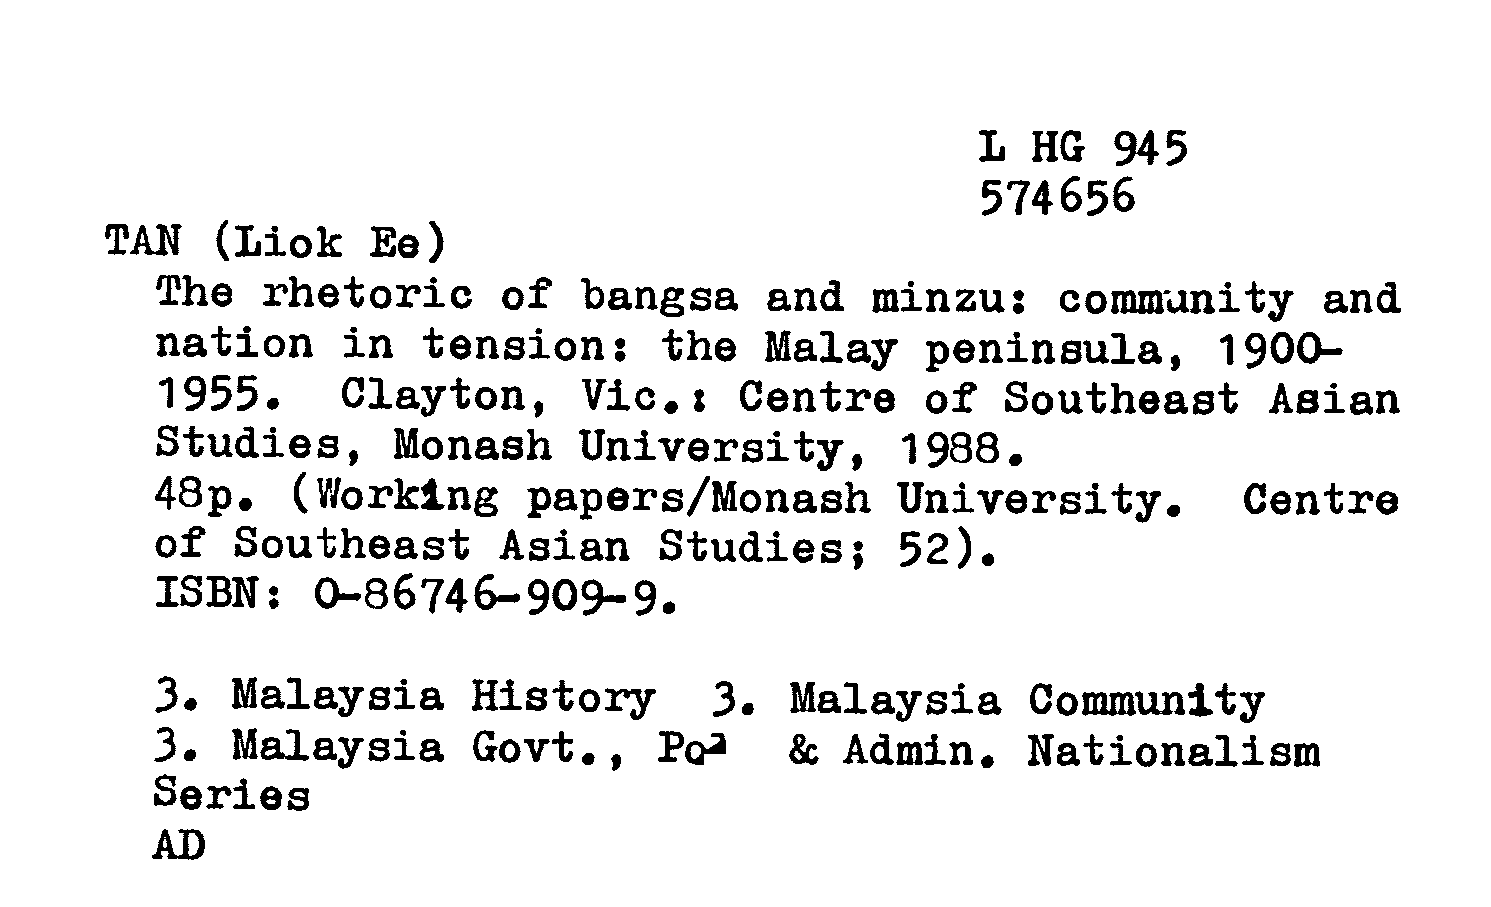 L HG 945
574656
TAN (Liok Ee)
The rhetoric of bangsa and minzu: community and
nation in tension: the Malay peninsula, 1900-
1955. Clayton, Vic.: Centre of Southeast Asian
Studies, Monash University, 1988.
48p. (Working papers/Monash University. Centre
of Southeast Asian Studies; 52).
ISBN: 0-86746-909-9.
3. Malaysia History 3. Malaysia Community
3. Malaysia Govt., & Admin. Nationalism
Series
AD